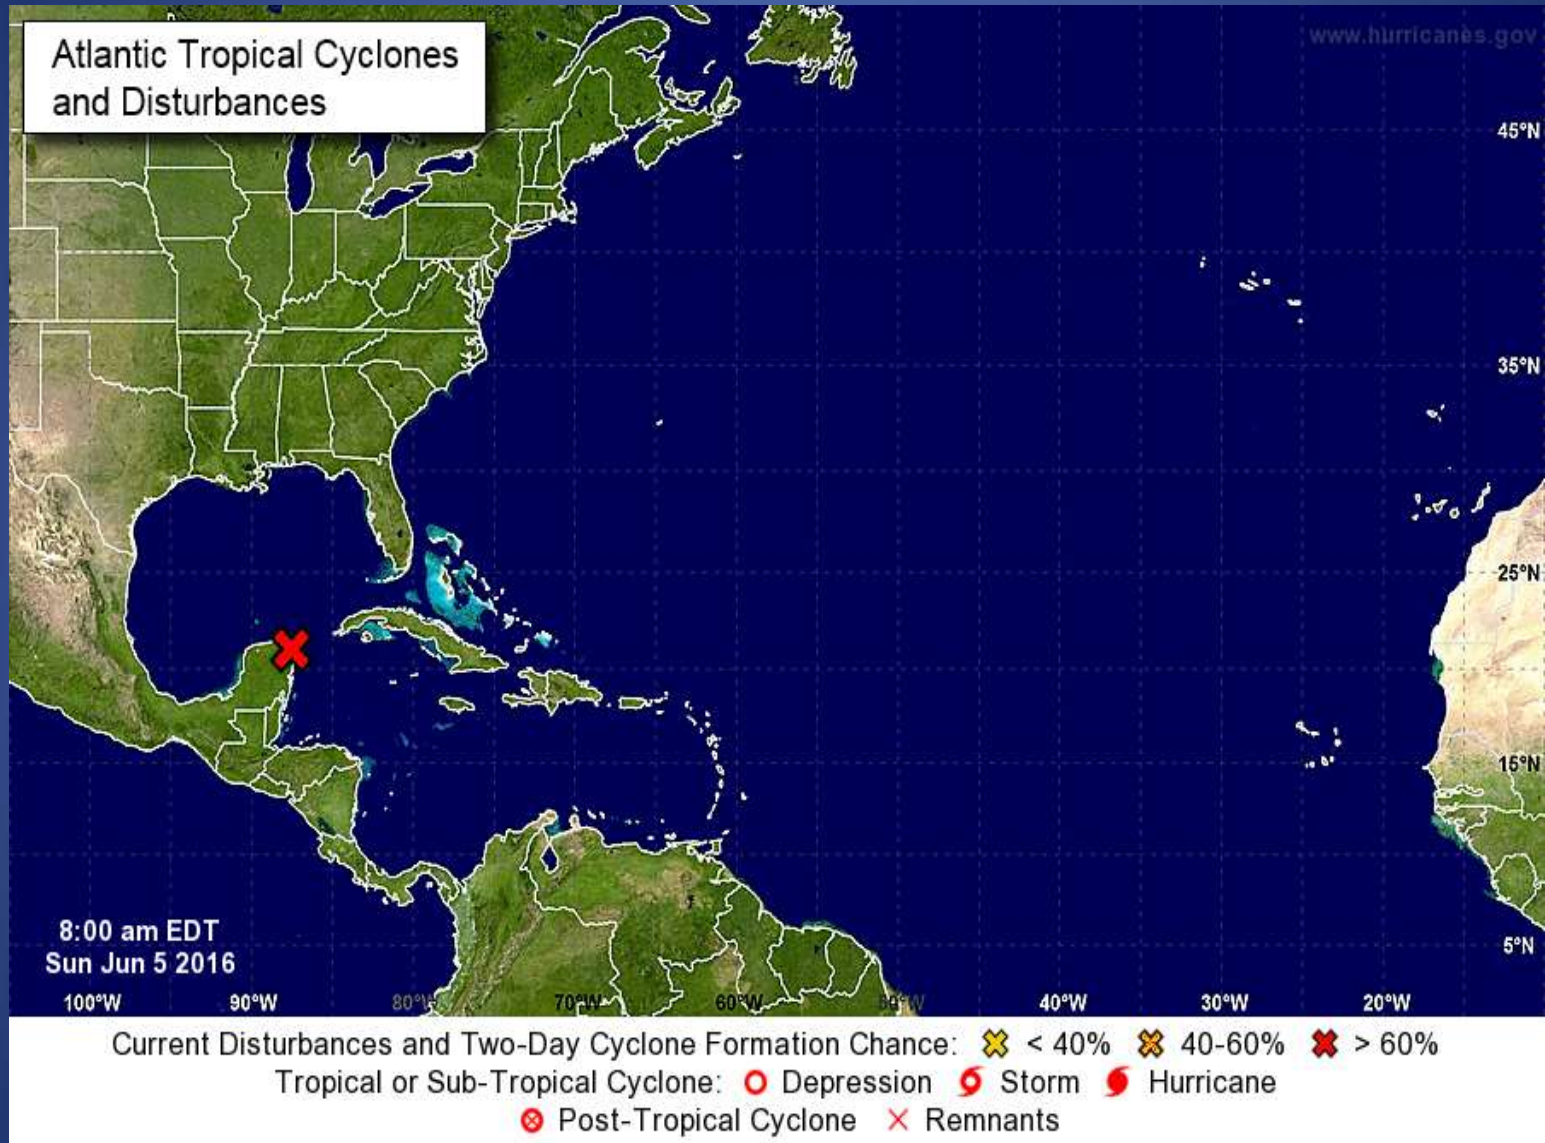 www.hurricanes.gov
Atlantic Tropical Cyclones
and Disturbances
45°N
35°N
25°N
15°N
5°N
8:00 am EDT
Sun Jun 5 2016
100°W 90°W 80°W 70°W 60°W 50°W 40°W 30°W 20°W
Current Disturbances and Two-Day Cyclone Formation Chance: < 40% 40-60% > 60%
Tropical or Sub-Tropical Cyclone: Depression Storm Hurricane
Post-Tropical Cyclone Remnants